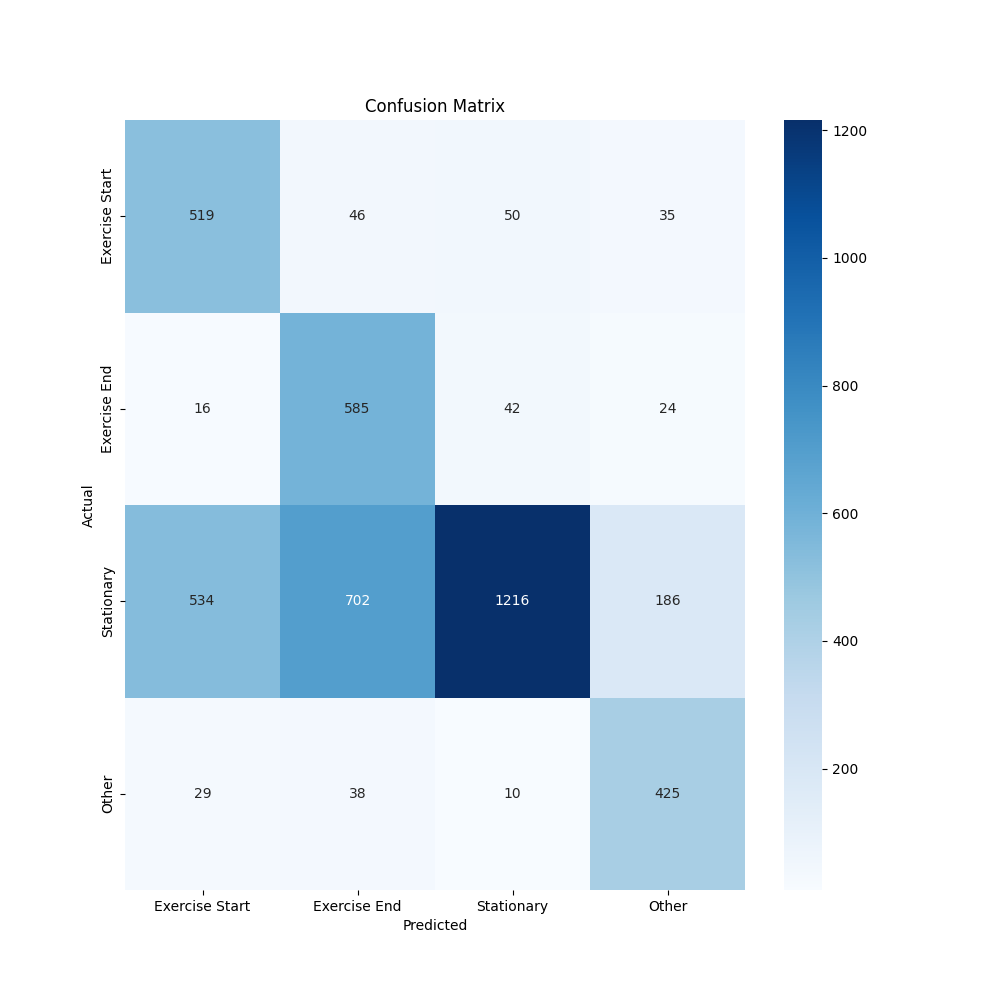 Confusion Matrix
Actual
Exercise Start
519 46 50 35
Exercise End
16 585 42 24
Stationary
534 702 1216 186
Other
29 38 10 425
Exercise Start Exercise End Stationary Other
Predicted
1200
1000
800
600
400
200